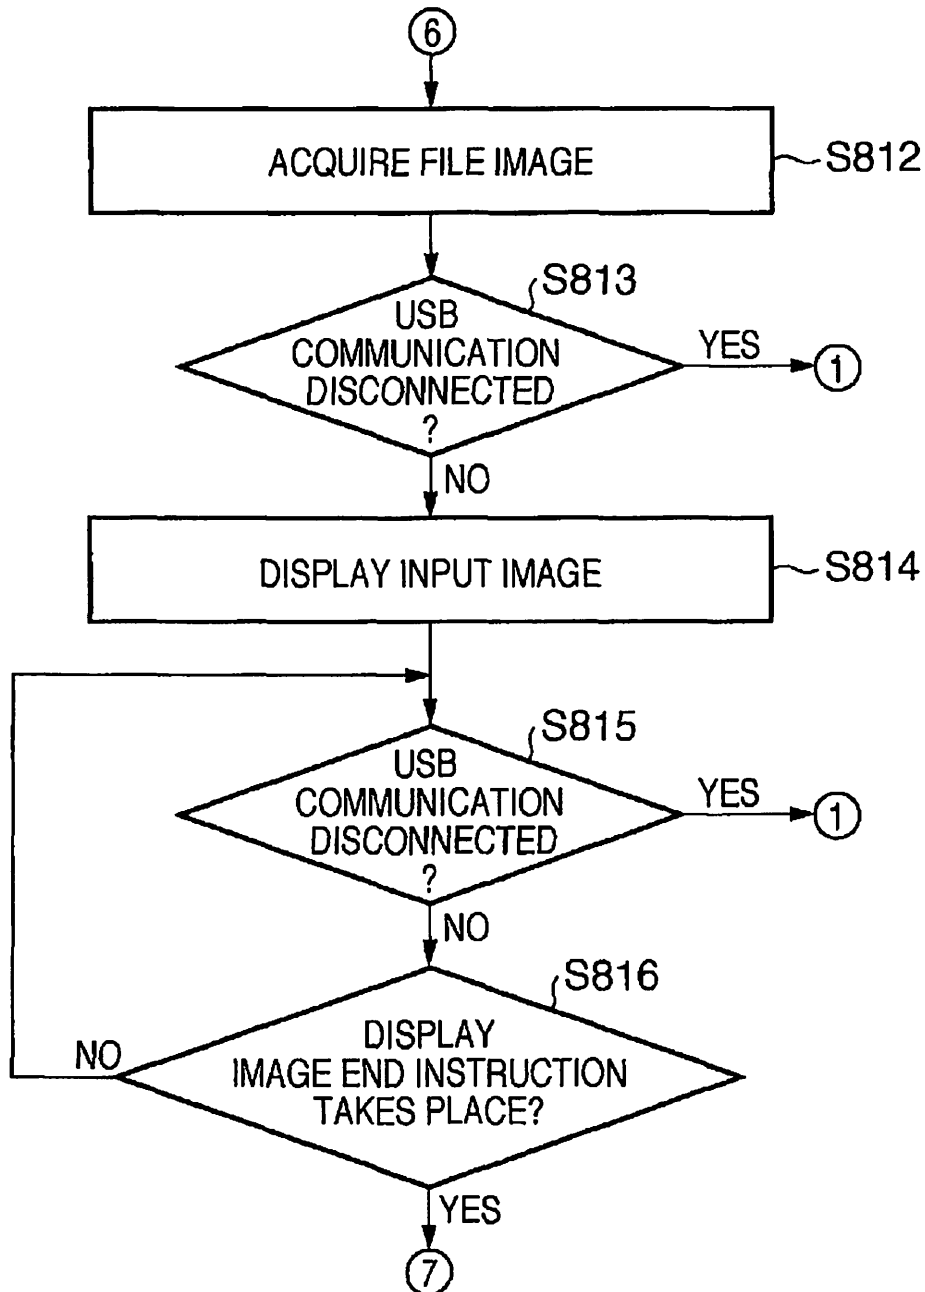 6
ACQUIRE FILE IMAGE
S812
S813
USB
COMMUNICATION
DISCONNECTED
?
YES
1
NO
DISPLAY INPUT IMAGE
S814
S815
USB
COMMUNICATION
DISCONNECTED
?
YES
1
NO
S816
DISPLAY
IMAGE END INSTRUCTION
TAKES PLACE?
NO
YES
7